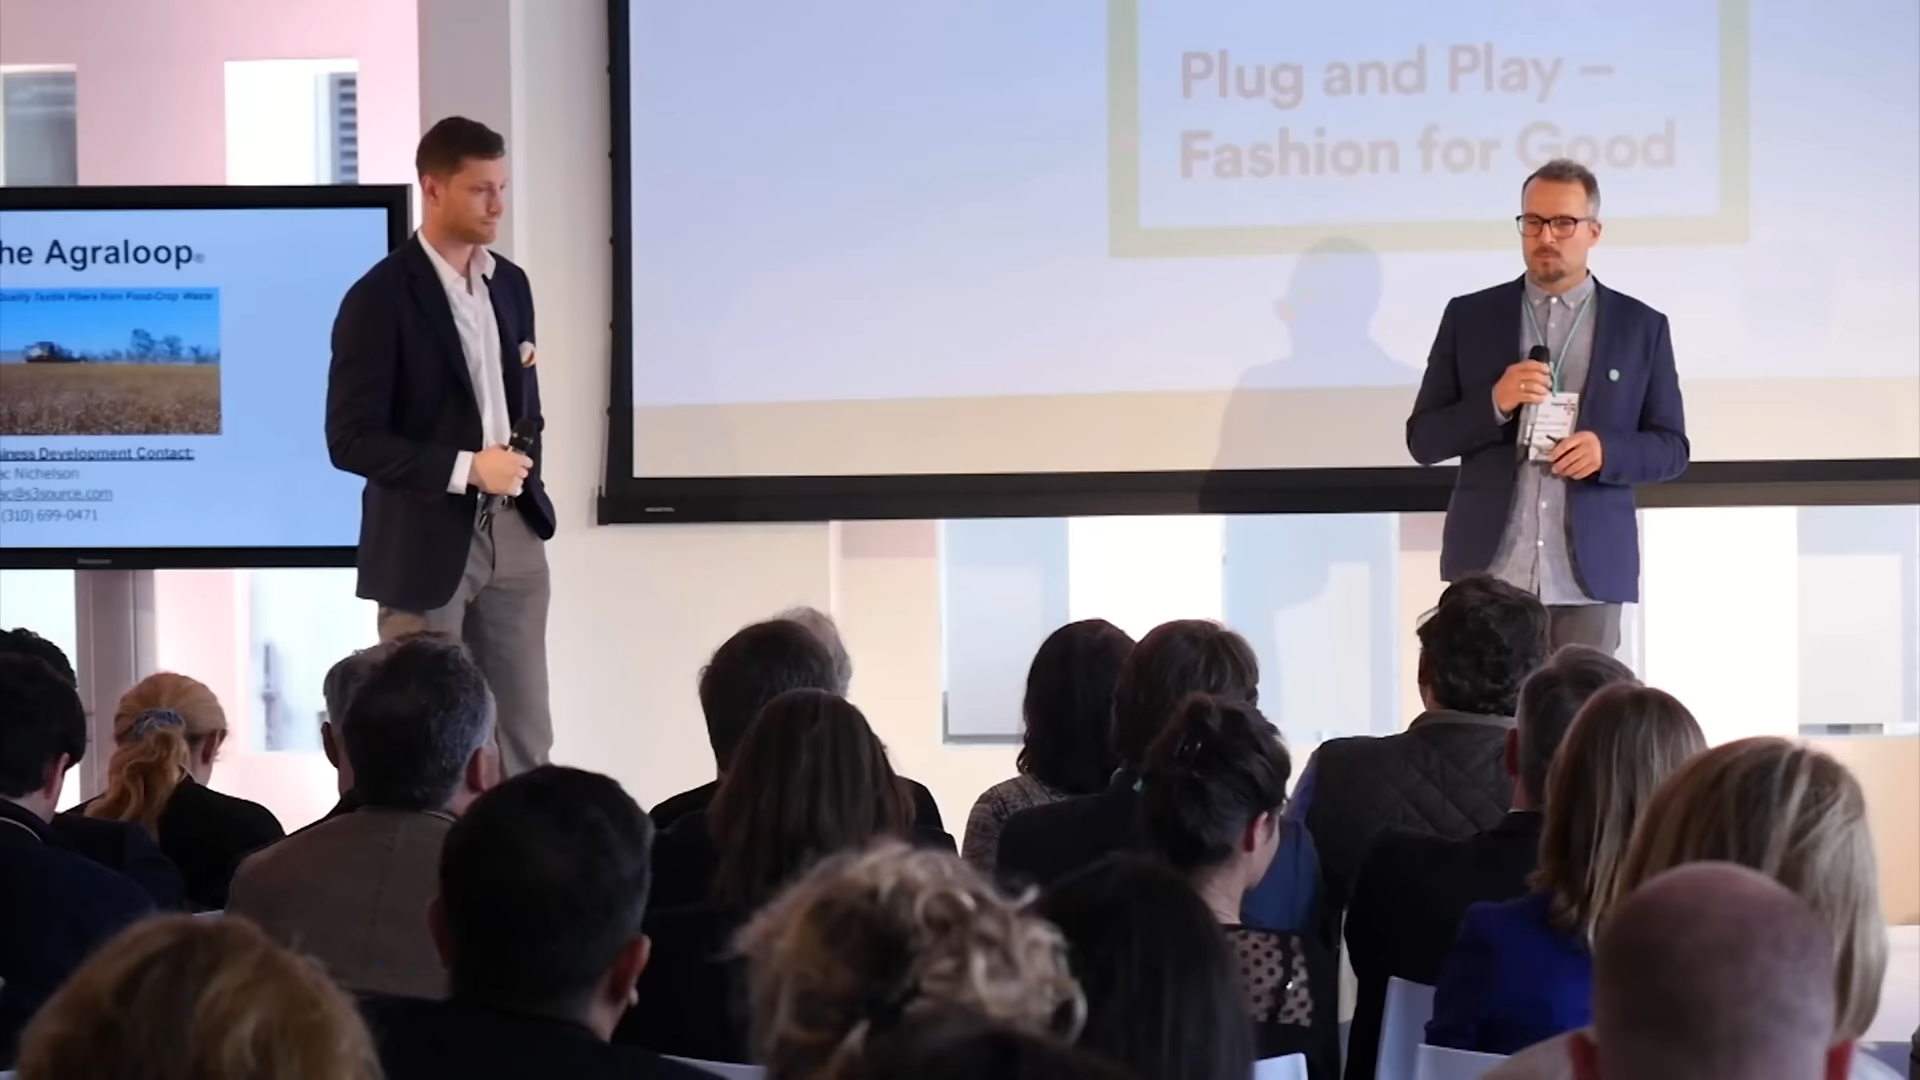 Plug and Play –
Fashion for Good
he Agraloop®
Quality Textile Fibers from Food-Crop Waste
iness Development Contact:
ac Nichelson
ac@s3source.com
(310) 699-0471